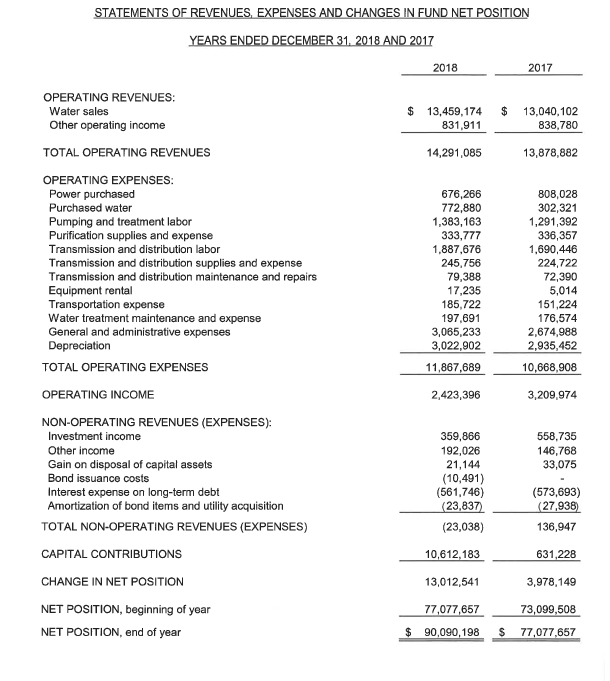 STATEMENTS OF REVENUES, EXPENSES AND CHANGES IN FUND NET POSITION
YEARS ENDED DECEMBER 31, 2018 AND 2017
2018 2017
OPERATING REVENUES:
Water sales $ 13,459,174 $ 13,040,102
Other operating income 831,911 838,780
TOTAL OPERATING REVENUES 14,291,085 13,878,882
OPERATING EXPENSES:
Power purchased 676,266 808,028
Purchased water 772,880 302,321
Pumping and treatment labor 1,383,163 1,291,392
Purification supplies and expense 333,777 336,357
Transmission and distribution labor 1,887,676 1,690,446
Transmission and distribution supplies and expense 245,756 224,722
Transmission and distribution maintenance and repairs 79,388 72,390
Equipment rental 17,235 5,014
Transportation expense 185,722 151,224
Water treatment maintenance and expense 197,691 176,574
General and administrative expenses 3,065,233 2,674,988
Depreciation 3,022,902 2,935,452
TOTAL OPERATING EXPENSES 11,867,689 10,668,908
OPERATING INCOME 2,423,396 3,209,974
NON-OPERATING REVENUES (EXPENSES):
Investment income 359,866 558,735
Other income 192,026 146,768
Gain on disposal of capital assets 21,144 33,075
Bond issuance costs (10,491) -
Interest expense on long-term debt (561,746) (573,693)
Amortization of bond items and utility acquisition (23,837) (27,938)
TOTAL NON-OPERATING REVENUES (EXPENSES) (23,038) 136,947
CAPITAL CONTRIBUTIONS 10,612,183 631,228
CHANGE IN NET POSITION 13,012,541 3,978,149
NET POSITION, beginning of year 77,077,657 73,099,508
NET POSITION, end of year $ 90,090,198 $ 77,077,657